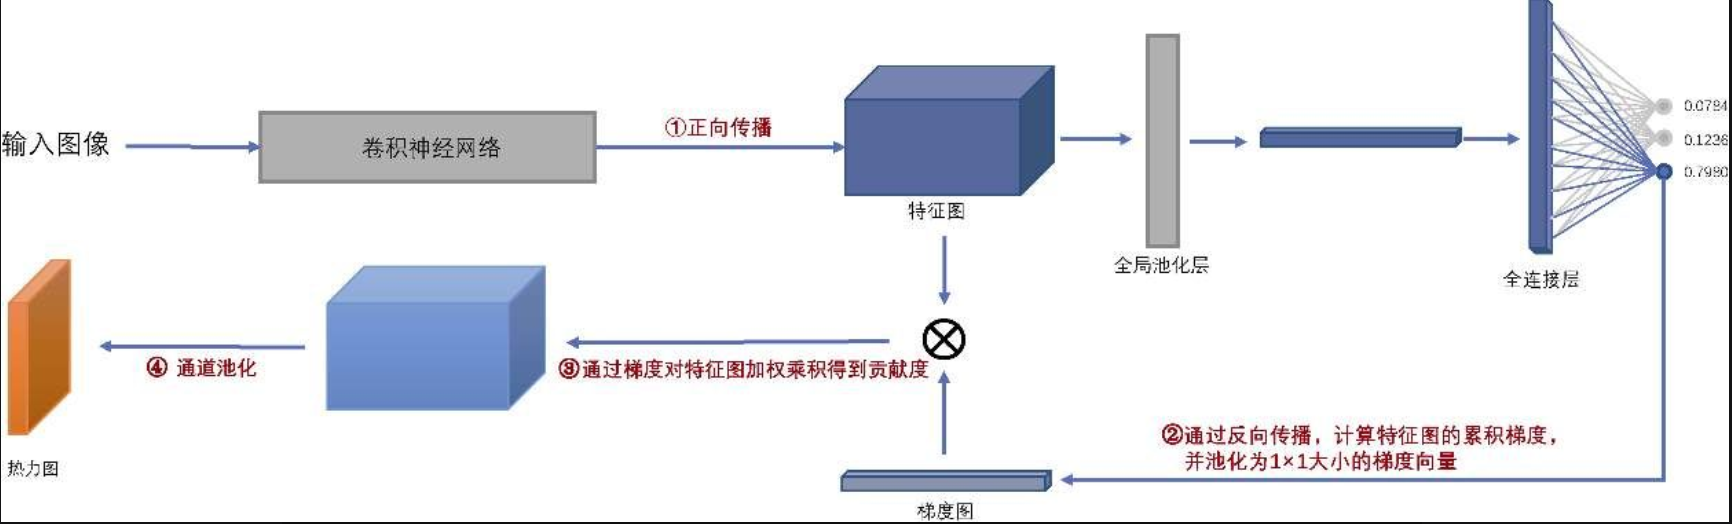 输入图像
卷积神经网络
①正向传播
特征图
全局池化层
全连接层
0.0784
0.1236
0.7980
②通过反向传播，计算特征图的累积梯度，
并池化为1×1大小的梯度向量
梯度图
③通过梯度对特征图加权乘积得到贡献度
④ 通道池化
热力图